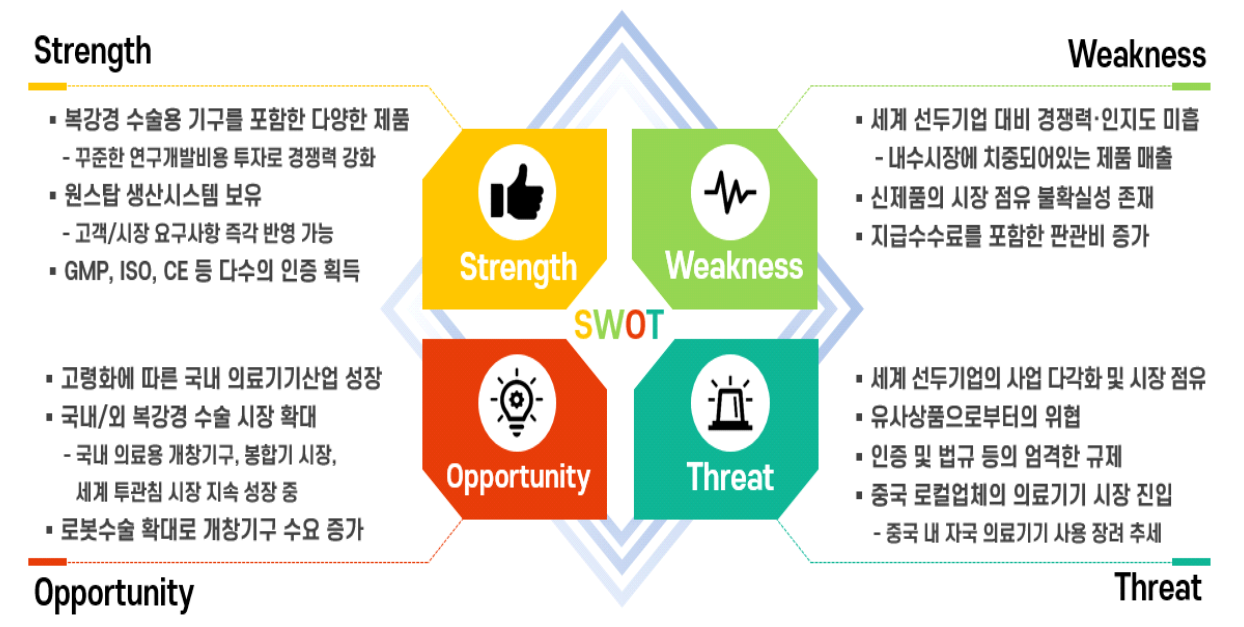 Strength
▪ 복강경 수술용 기구를 포함한 다양한 제품
- 꾸준한 연구개발비용 투자로 경쟁력 강화
▪ 원스탑 생산시스템 보유
- 고객/시장 요구사항 즉각 반영 가능
▪ GMP, ISO, CE 등 다수의 인증 획득
Weakness
▪ 세계 선두기업 대비 경쟁력·인지도 미흡
- 내수시장에 치중되어있는 제품 매출
▪ 신제품의 시장 점유 불확실성 존재
▪ 지급수수료를 포함한 판관비 증가
Strength
Weakness
SWOT
Opportunity
Threat
▪ 고령화에 따른 국내 의료기기산업 성장
▪ 국내/외 복강경 수술 시장 확대
- 국내 의료용 개창기구, 봉합기 시장,
세계 투관침 시장 지속 성장 중
▪ 로봇수술 확대로 개창기구 수요 증가
Opportunity
▪ 세계 선두기업의 사업 다각화 및 시장 점유
▪ 유사상품으로부터의 위협
▪ 인증 및 법규 등의 엄격한 규제
▪ 중국 로컬업체의 의료기기 시장 진입
- 중국 내 자국 의료기기 사용 장려 추세
Threat